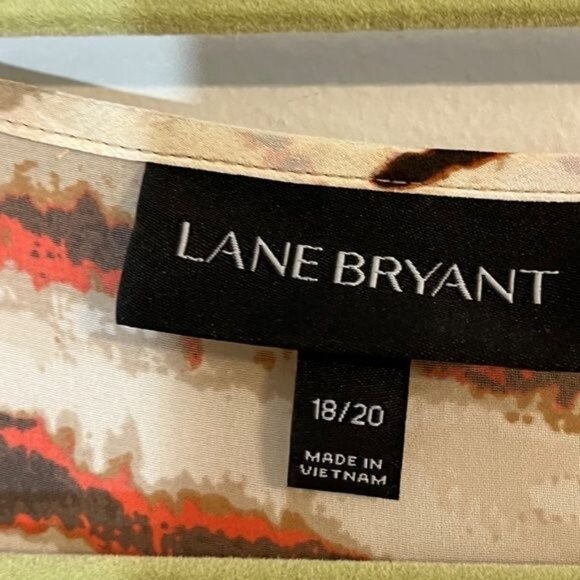 LANE BRYANT
18/20
MADE IN
VIETNAM